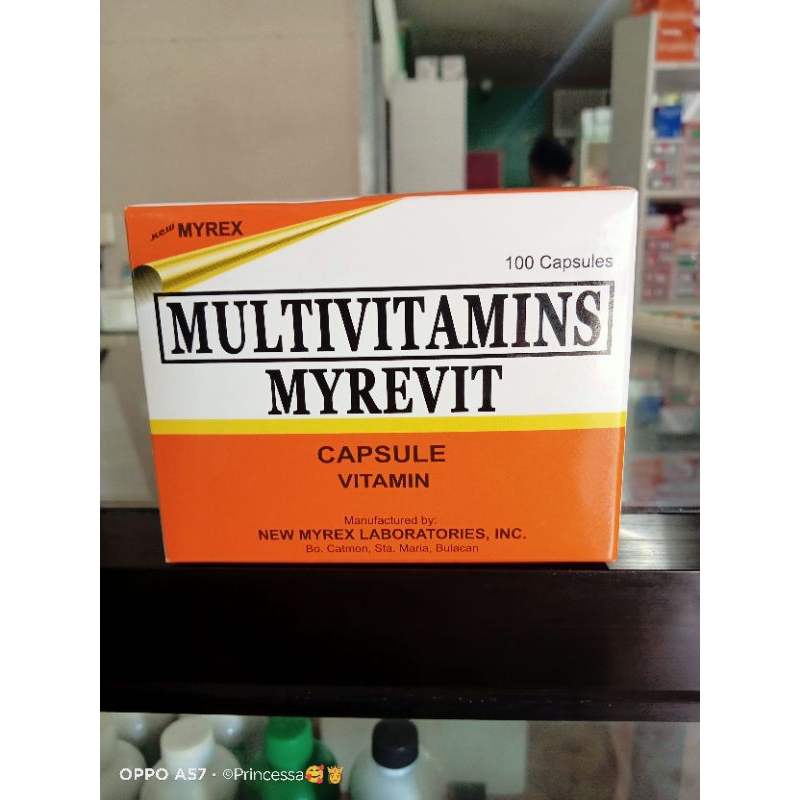 new MYREX
100 Capsules
MULTIVITAMINS
MYREVIT
CAPSULE
VITAMIN
Manufactured by:
NEW MYREX LABORATORIES, INC.
Bo. Catmon, Sta. Maria, Bulacan
OPPO A57 · ©Princessa🥰👸